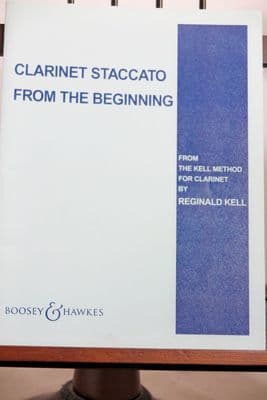 CLARINET STACCATO
FROM THE BEGINNING
FROM
THE KELL METHOD
FOR CLARINET
BY
REGINALD KELL
BOOSEY & HAWKES